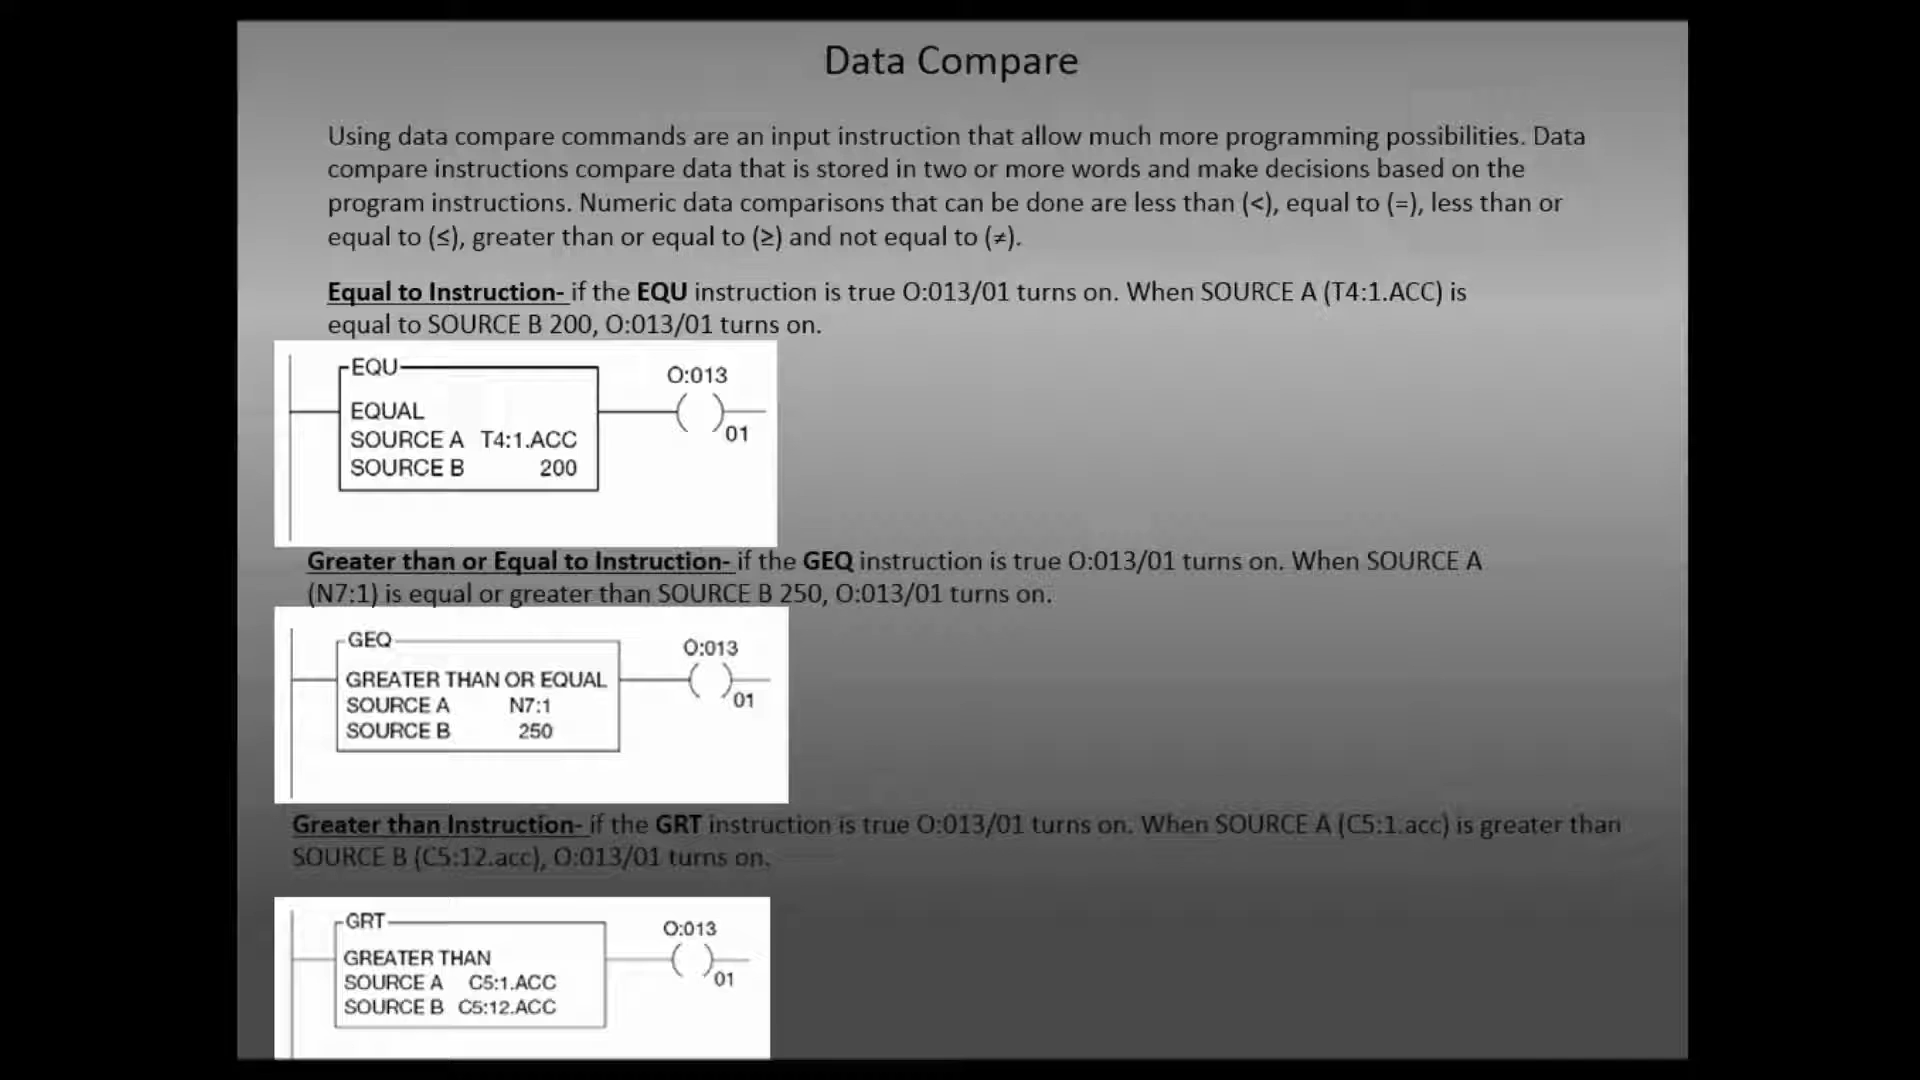 Data Compare
Using data compare commands are an input instruction that allow much more programming possibilities. Data
compare instructions compare data that is stored in two or more words and make decisions based on the
program instructions. Numeric data comparisons that can be done are less than (<), equal to (=), less than or
equal to (≤), greater than or equal to (≥) and not equal to (≠).
Equal to Instruction- if the EQU instruction is true O:013/01 turns on. When SOURCE A (T4:1.ACC) is
equal to SOURCE B 200, O:013/01 turns on.
EQU
O:013
EQUAL
SOURCE A T4:1.ACC
01
SOURCE B 200
Greater than or Equal to Instruction- if the GEQ instruction is true O:013/01 turns on. When SOURCE A
(N7:1) is equal or greater than SOURCE B 250, O:013/01 turns on.
GEQ
O:013
GREATER THAN OR EQUAL
SOURCE A N7:1
01
SOURCE B 250
Greater than Instruction- if the GRT instruction is true O:013/01 turns on. When SOURCE A (C5:1.acc) is greater than
SOURCE B (C5:12.acc), O:013/01 turns on.
GRT
O:013
GREATER THAN
SOURCE A C5:1.ACC
01
SOURCE B C5:12.ACC